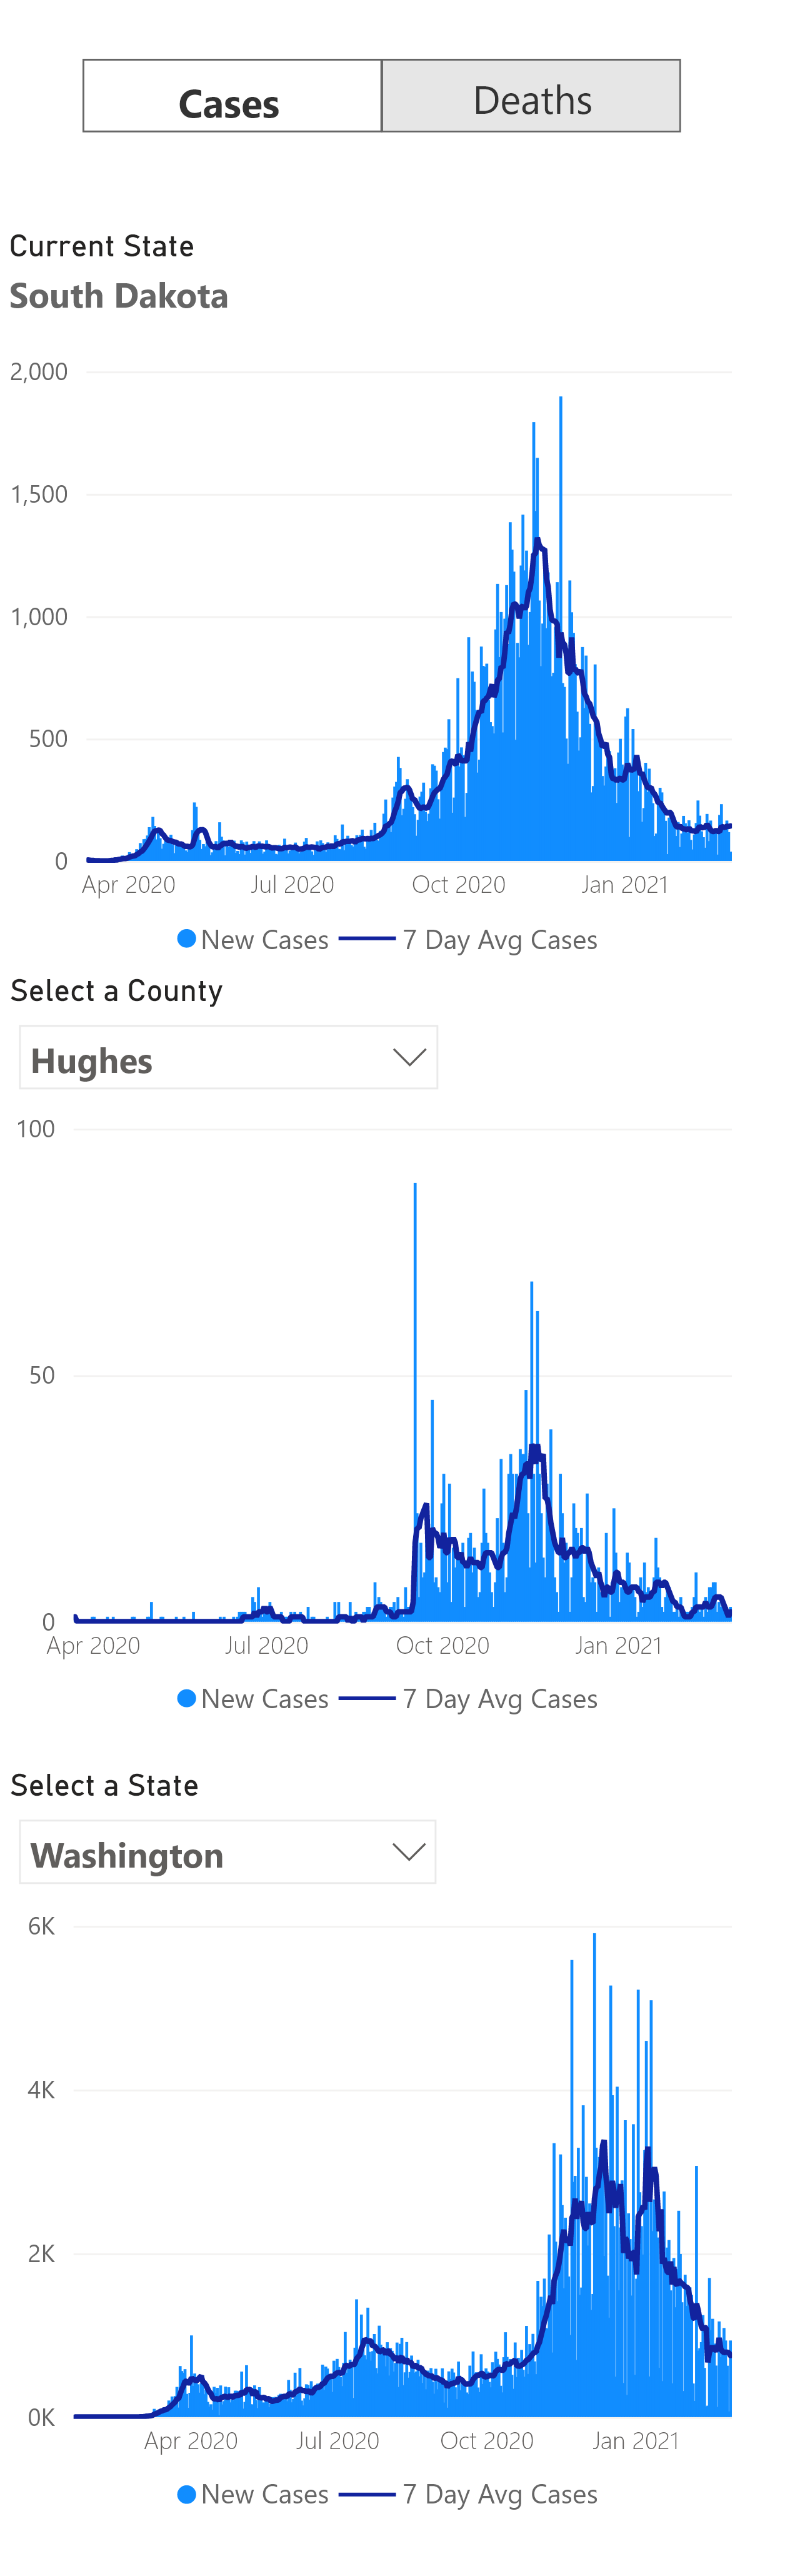 Cases Deaths
Current State
South Dakota
2,000
1,500
1,000
500
0
Apr 2020 Jul 2020 Oct 2020 Jan 2021
New Cases 7 Day Avg Cases
Select a County
Hughes
100
50
0
Apr 2020 Jul 2020 Oct 2020 Jan 2021
New Cases 7 Day Avg Cases
Select a State
Washington
6K
4K
2K
0K
Apr 2020 Jul 2020 Oct 2020 Jan 2021
New Cases 7 Day Avg Cases